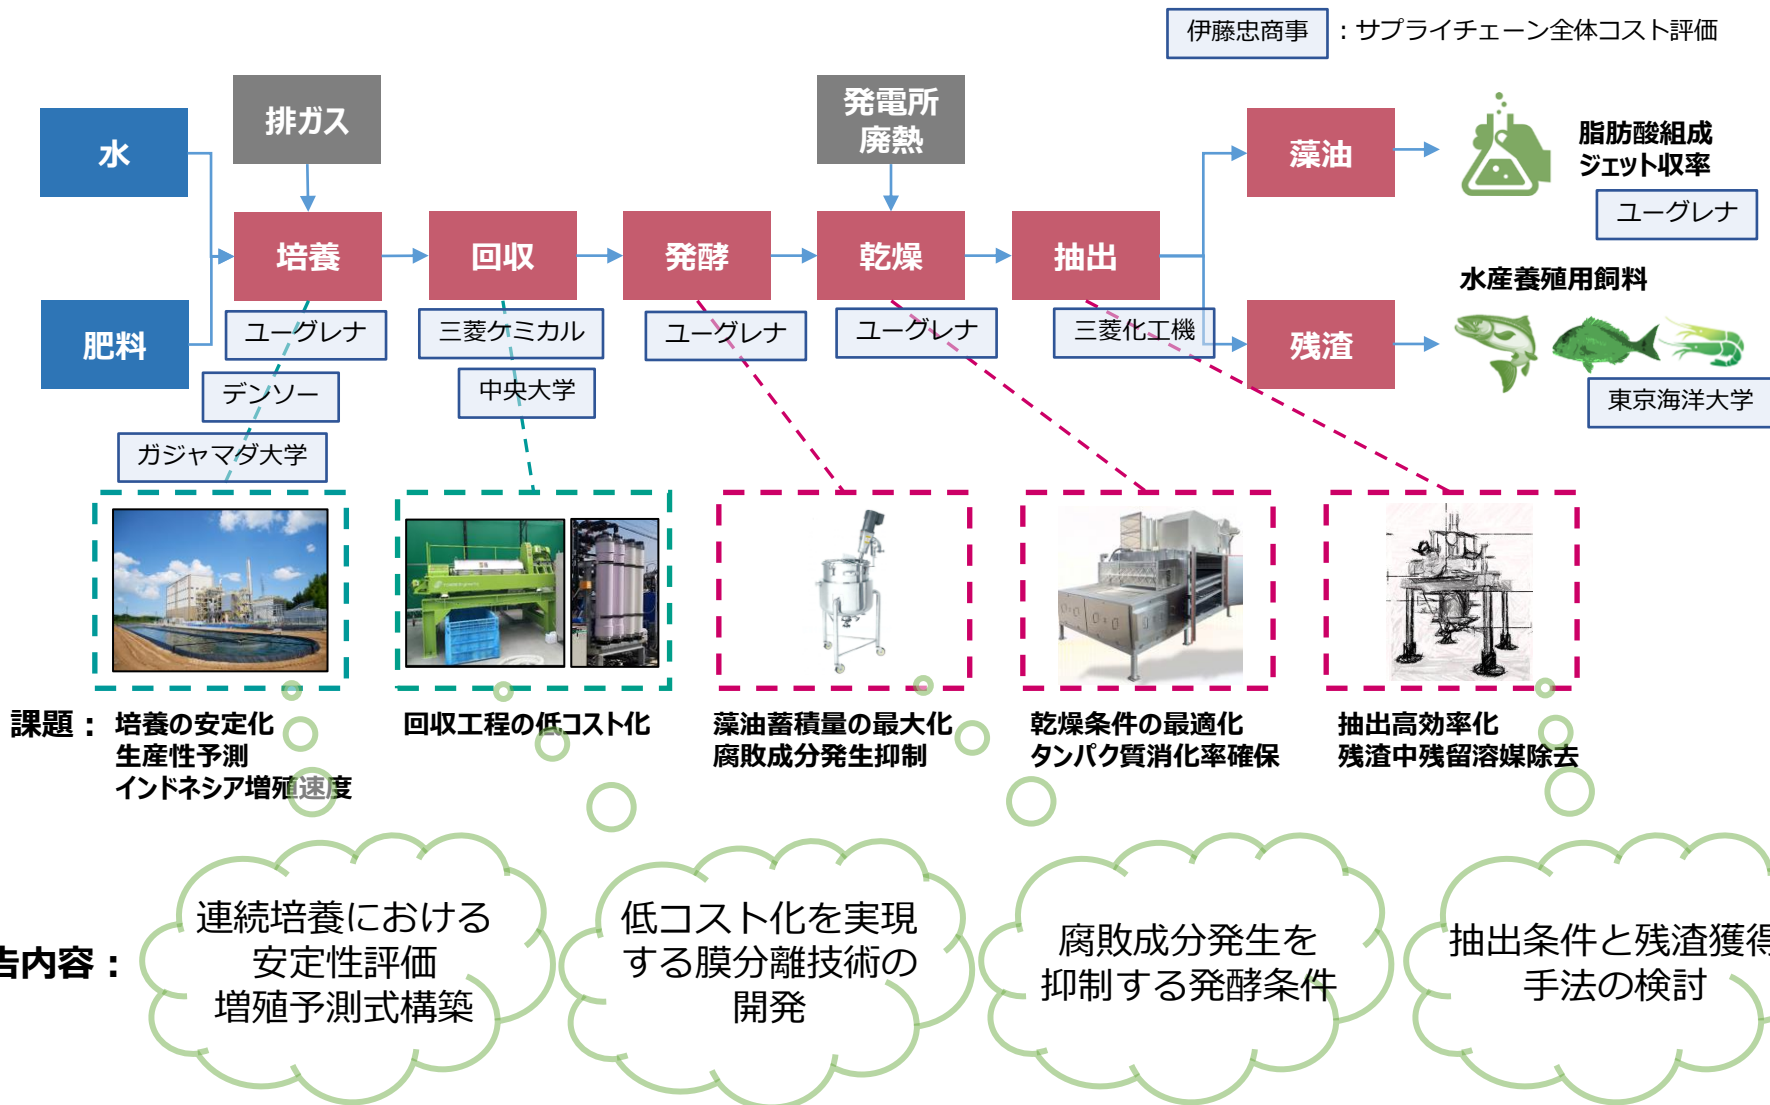 伊藤忠商事
：サプライチェーン全体コスト評価
水
肥料
排ガス
発電所
廃熱
培養
回収
発酵
乾燥
抽出
藻油
残渣
脂肪酸組成
ジェット収率
ユーグレナ
水産養殖用飼料
東京海洋大学
ユーグレナ
デンソー
ガジャマダ大学
三菱ケミカル
中央大学
ユーグレナ
ユーグレナ
三菱化工機
課題：
培養の安定化
生産性予測
インドネシア増殖速度
回収工程の低コスト化
藻油蓄積量の最大化
腐敗成分発生抑制
乾燥条件の最適化
タンパク質消化率確保
抽出高効率化
残渣中残留溶媒除去
告内容：
連続培養における
安定性評価
増殖予測式構築
低コスト化を実現
する膜分離技術の
開発
腐敗成分発生を
抑制する発酵条件
抽出条件と残渣獲得
手法の検討